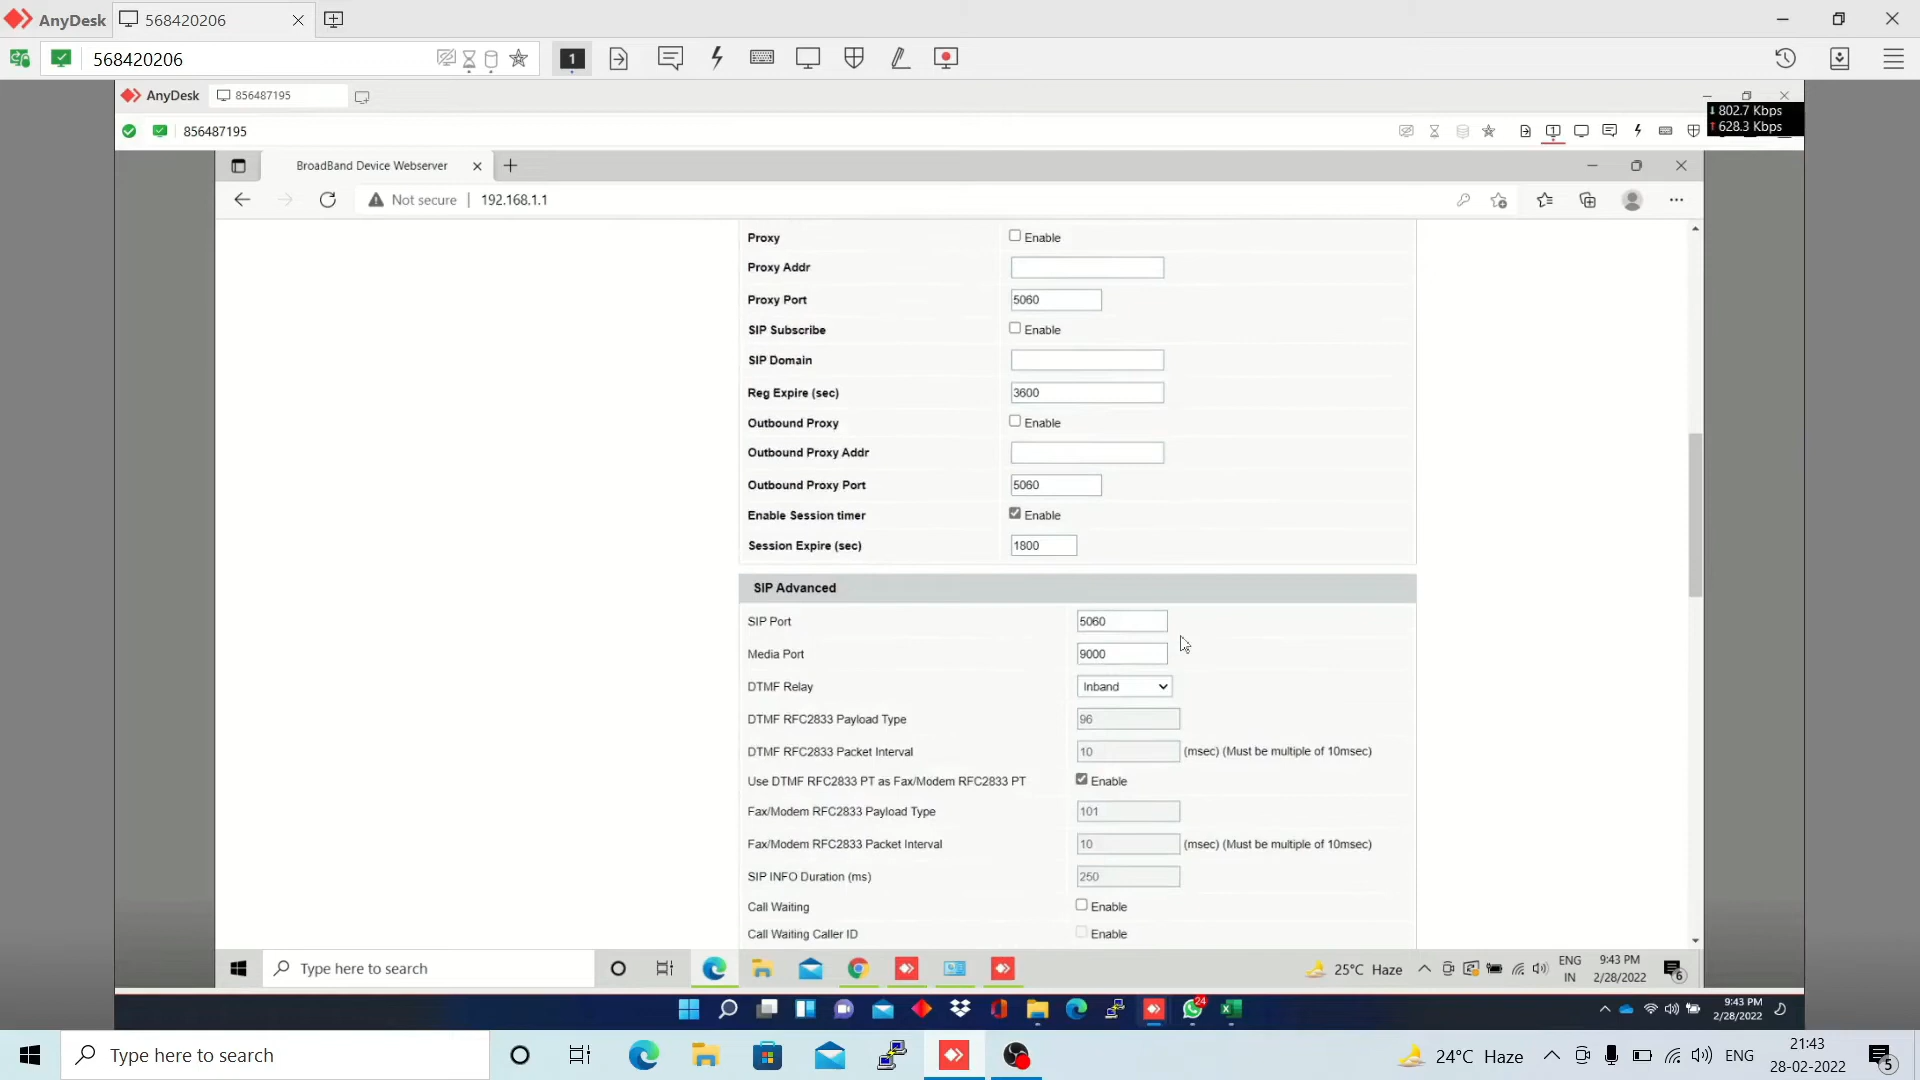 AnyDesk 568420206
568420206 1
AnyDesk 856487195
802.7 Kbps
856487195
628.3 Kbps
BroadBand Device Webserver
Not secure 192.168.1.1
Proxy Enable
Proxy Addr
Proxy Port 5060
SIP Subscribe Enable
SIP Domain
Reg Expire (sec) 3600
Outbound Proxy Enable
Outbound Proxy Addr
Outbound Proxy Port 5060
Enable Session timer Enable
Session Expire (sec) 1800
SIP Advanced
SIP Port 5060
Media Port 9000
DTMF Relay Inband
DTMF RFC2833 Payload Type 96
DTMF RFC2833 Packet Interval 10 (msec) (Must be multiple of 10msec)
Use DTMF RFC2833 PT as Fax/Modem RFC2833 PT Enable
Fax/Modem RFC2833 Payload Type 101
Fax/Modem RFC2833 Packet Interval 10 (msec) (Must be multiple of 10msec)
SIP INFO Duration (ms) 250
Call Waiting Enable
Call Waiting Caller ID Enable
Type here to search 25°C Haze ENG 9:43 PM
IN 2/28/2022 6
24 9:43 PM
2/28/2022
Type here to search 24°C Haze ENG 21:43
28-02-2022 5